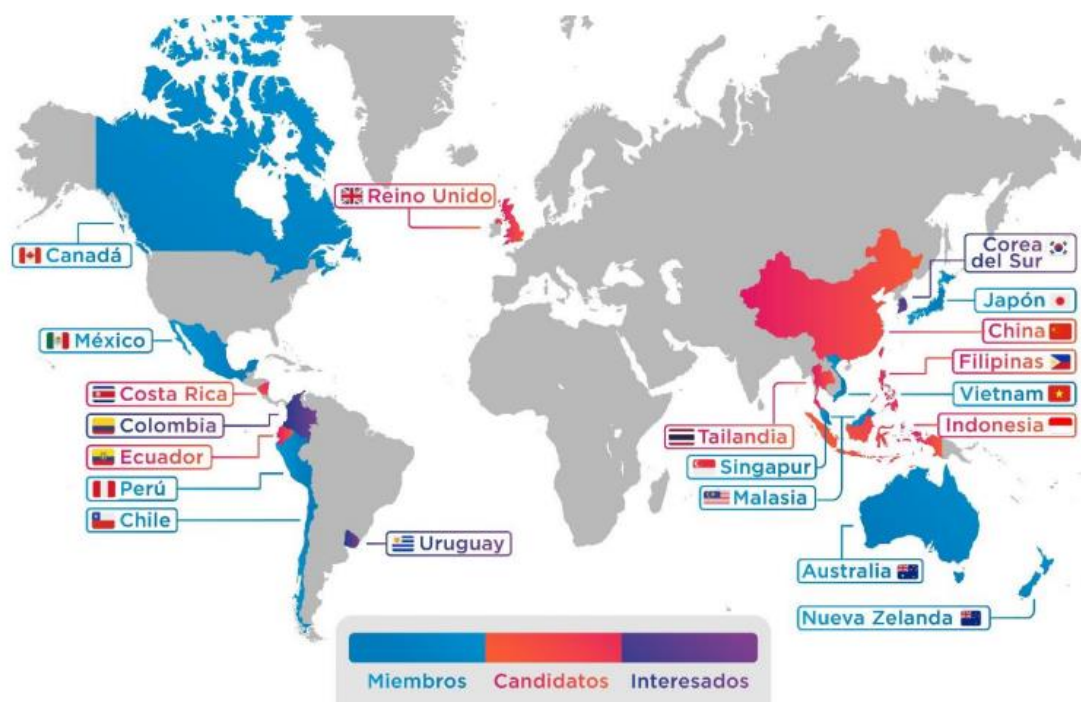 Reino Unido
Canadá
Corea
del Sur
Japón
México
China
Costa Rica
Filipinas
Colombia
Vietnam
Ecuador
Tailandia
Indonesia
Perú
Singapur
Chile
Malasia
Uruguay
Australia
Nueva Zelanda
Miembros Candidatos Interesados